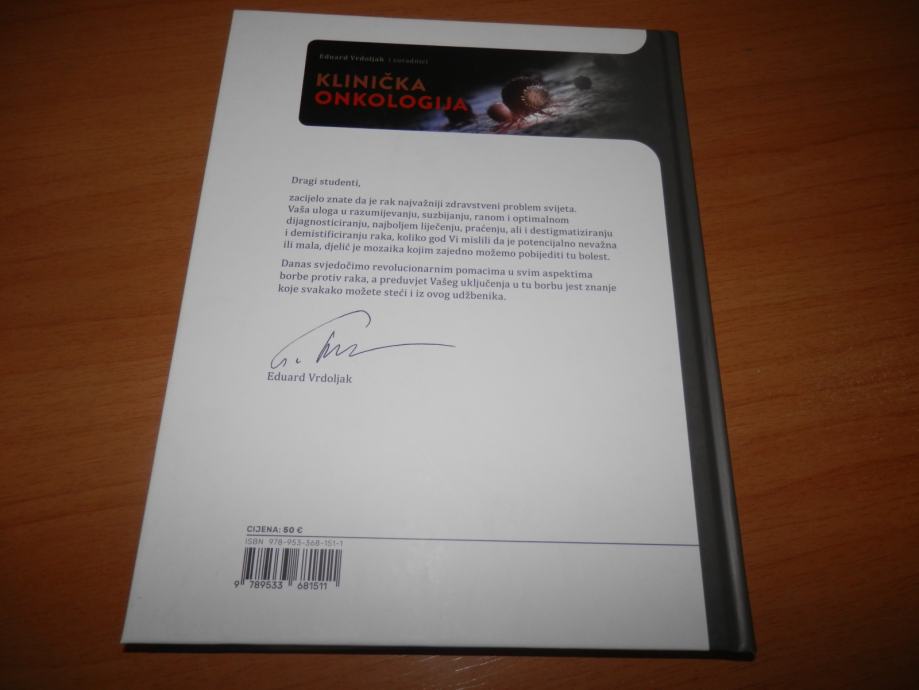 Eduard Vrdoljak i suradnici
KLINIČKA
ONKOLOGIJA
Dragi studenti,
zacijelo znate da je rak najvažniji zdravstveni problem svijeta.
Vaša uloga u razumijevanju, suzbijanju, ranom i optimalnom
dijagnosticiranju, najboljem liječenju, praćenju, ali i destigmatiziranju
i demistificiranju raka, koliko god Vi mislili da je potencijalno nevažna
ili mala, djelić je mozaika kojim zajedno možemo pobijediti tu bolest.
Danas svjedočimo revolucionarnim pomacima u svim aspektima
borbe protiv raka, a preduvjet Vašeg uključenja u tu borbu jest znanje
koje svakako možete steći i iz ovog udžbenika.
Eduard Vrdoljak
CIJENA: 50 €
ISBN 978-953-368-151-1
9 789533 681511